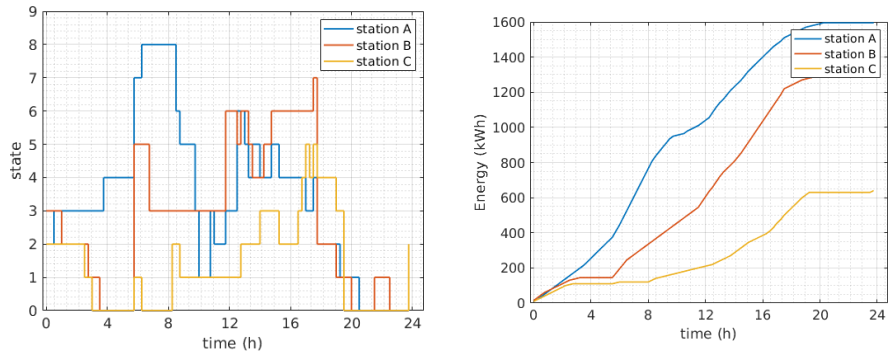 9
8
7
6
5
4
3
2
1
0
state
0 4 8 12 16 20 24
time (h)
station A
station B
station C
1600
1400
1200
1000
800
600
400
200
0
Energy (kWh)
0 4 8 12 16 20 24
time (h)
station A
station B
station C